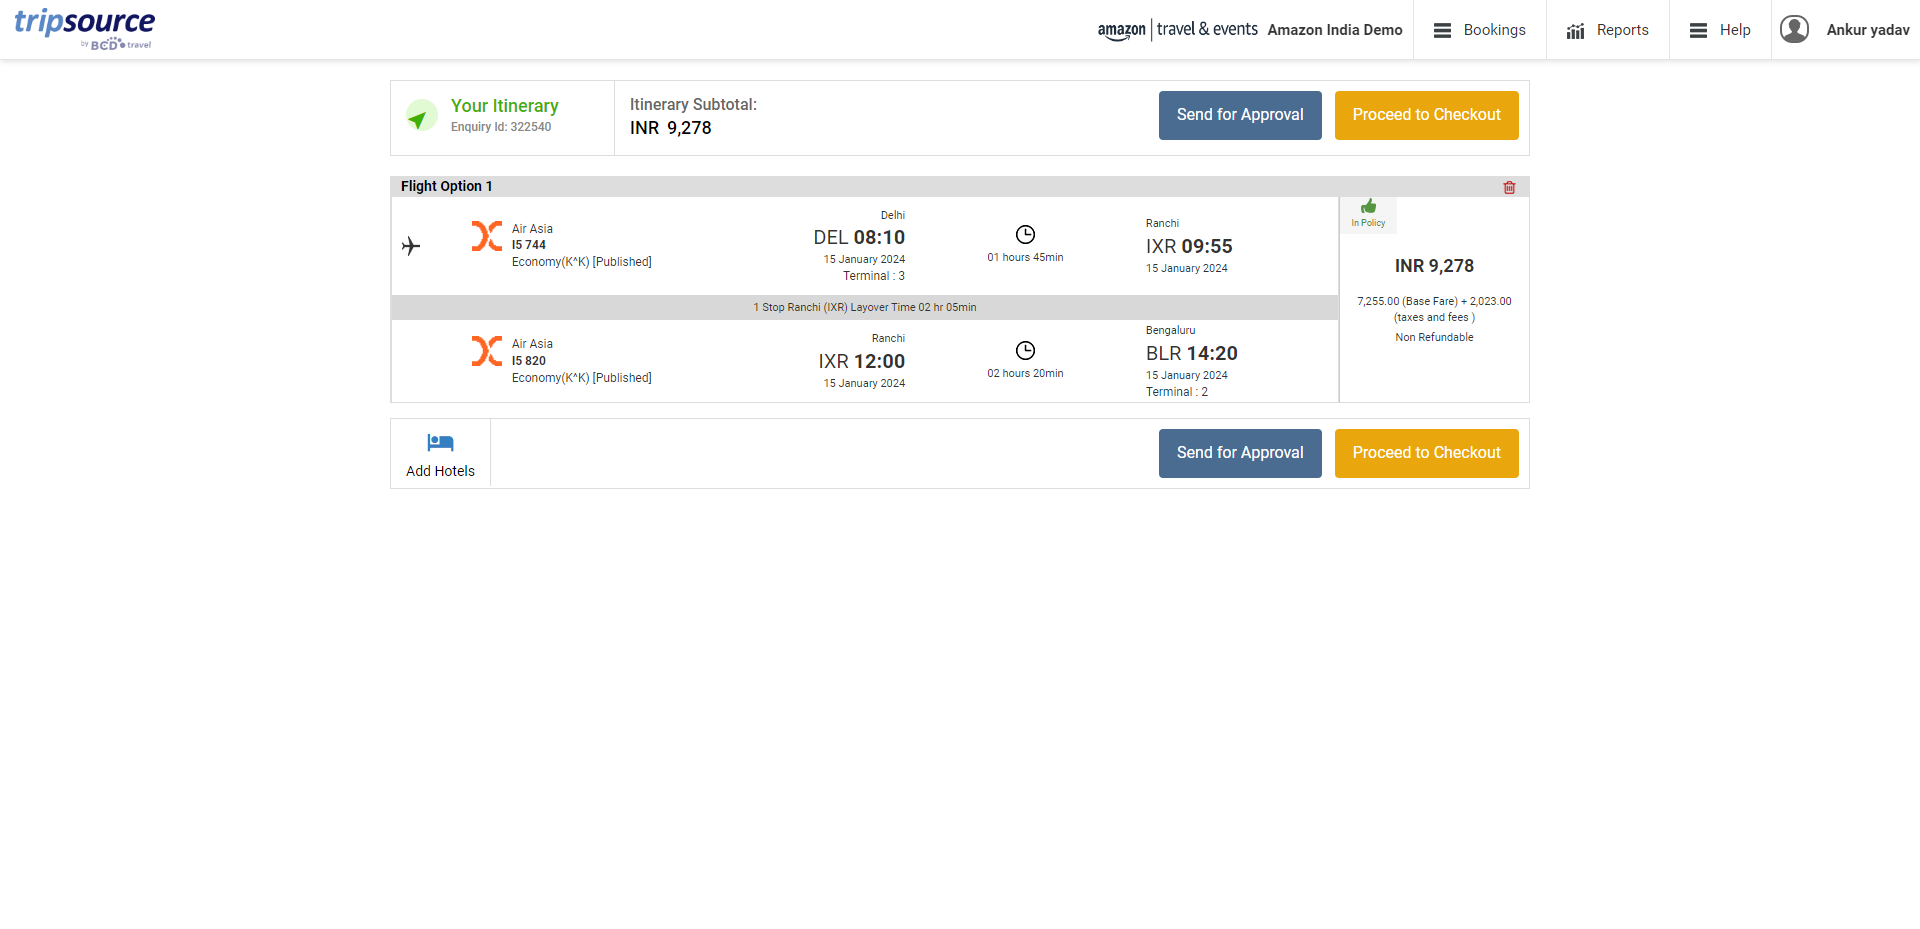 tripsource
by BCD travel
amazon | travel & events
Amazon India Demo
Bookings
Reports
Help
Ankur yadav
Your Itinerary
Enquiry Id: 322540
Itinerary Subtotal:
INR 9,278
Send for Approval
Proceed to Checkout
Flight Option 1
Air Asia
I5 744
Economy(K^K) [Published]
Delhi
DEL 08:10
15 January 2024
Terminal : 3
01 hours 45min
Ranchi
IXR 09:55
15 January 2024
1 Stop Ranchi (IXR) Layover Time 02 hr 05min
Air Asia
I5 820
Economy(K^K) [Published]
Ranchi
IXR 12:00
15 January 2024
02 hours 20min
Bengaluru
BLR 14:20
15 January 2024
Terminal : 2
In Policy
INR 9,278
7,255.00 (Base Fare) + 2,023.00
(taxes and fees )
Non Refundable
Add Hotels
Send for Approval
Proceed to Checkout